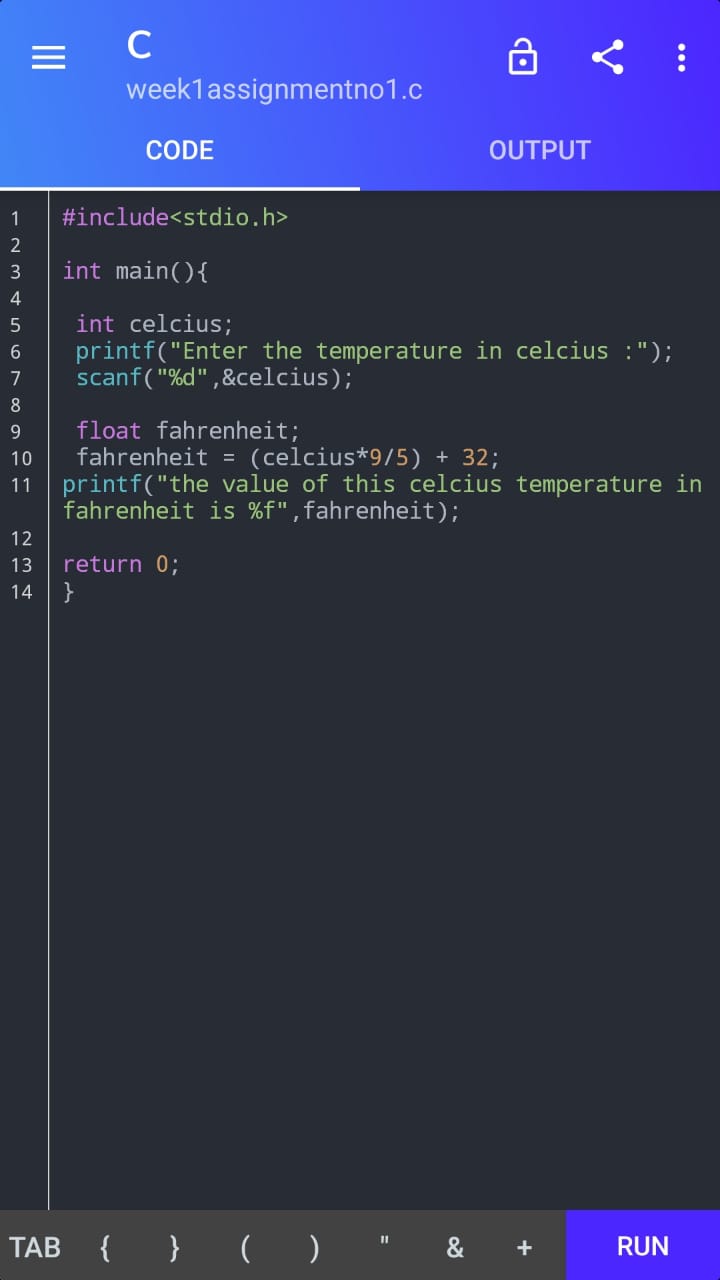 C
week1assignmentno1.c
CODE OUTPUT
1 #include<stdio.h>
2
3 int main(){
4
5 int celcius;
6 printf("Enter the temperature in celcius :");
7 scanf("%d",&celcius);
8
9 float fahrenheit;
10 fahrenheit = (celcius*9/5) + 32;
11 printf("the value of this celcius temperature in
fahrenheit is %f",fahrenheit);
12
13 return 0;
14 }
TAB { } ( ) " & + RUN